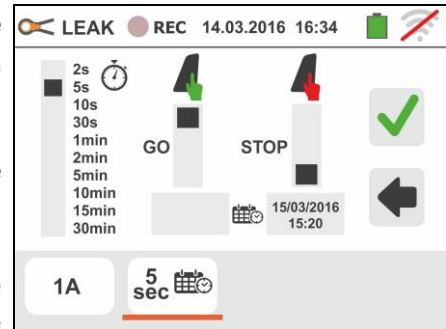 LEAK REC 14.03.2016 16:34
2s
5s
10s
30s
1min
2min
5min
10min
15min
30min
GO
STOP
15/03/2016
15:20
1A
5
sec